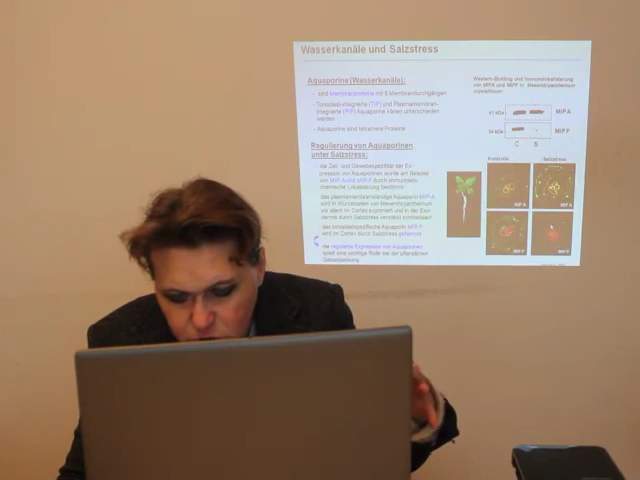 Wasserkanäle und Salzstress
Aquaporine (Wasserkanäle):
- sind Membranproteine mit 6 Membrandurchgängen
- Tonoplast-integrierte (TIP) und Plasmamembran-
integrierte (PIP) Aquaporine können unterschieden
werden
- Aquaporine sind tetramere Proteine
Regulierung von Aquaporinen
unter Salzstress:
die Zell- und Gewebespezifität der Ex-
pression von Aquaporinen wurde am Beispiel
von MIP A und MIP F durch immunolo-
chemische Lokalisierung bestimmt
das plasmamembranständige Aquaporin MIP A
wird in Wurzelzellen von Mesembryanthemum
vor allem im Cortex exprimiert und in der Exo-
dermis durch Salzstress verstärkt synthetisiert
das tonoplastspezifische Aquaporin MIP F
wird im Cortex durch Salzstress gehemmt
die regulierte Expression von Aquaporinen
spielt eine wichtige Rolle bei der pflanzlichen
Salzanpassung
Western-Blotting und Immunlokalisierung
von MIP A und MIP F in Mesembryanthemum
crystallinum
MIP A
34 kDa
MIP F
C S
Kontrolle Salzstress
MIP A MIP A
MIP F MIP F